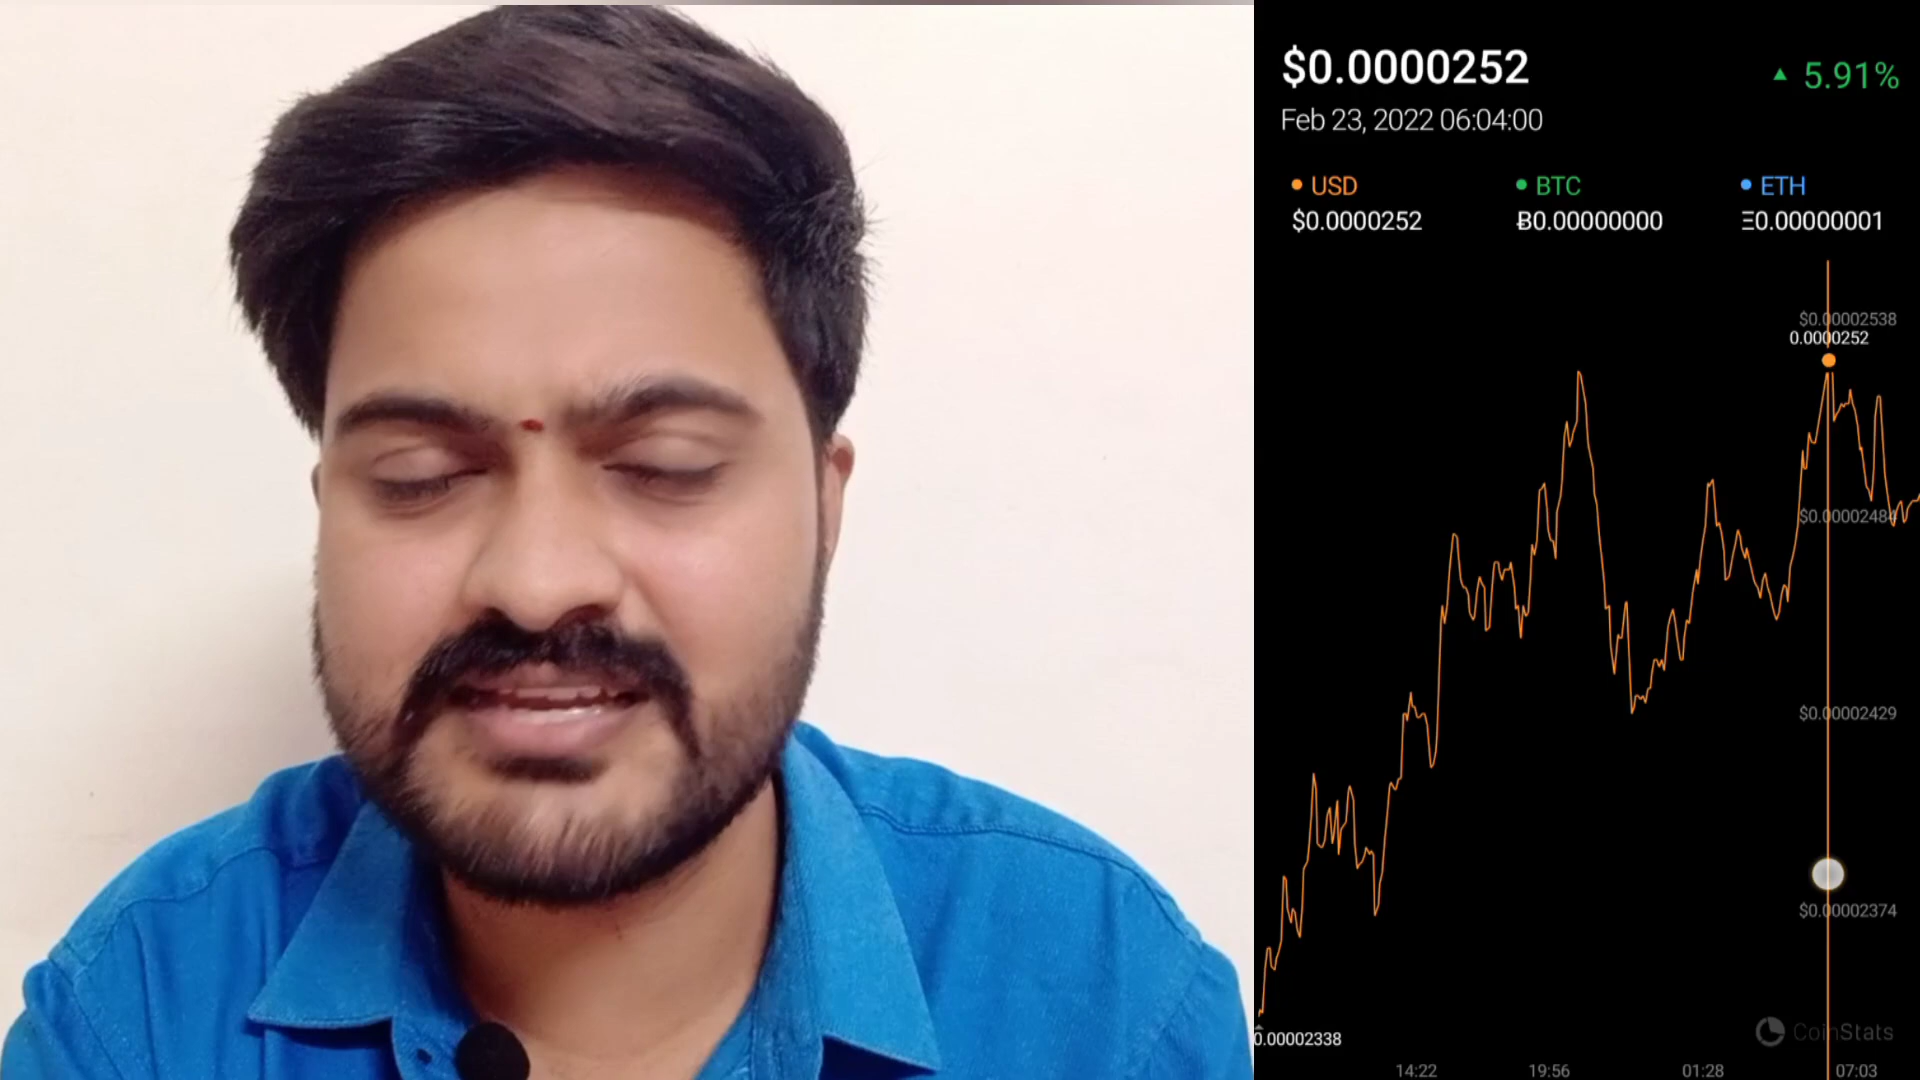 $0.0000252
▲ 5.91%
Feb 23, 2022 06:04:00
USD BTC ETH
$0.0000252 Ƀ0.00000000 Ξ0.00000001
$0.00002538
0.0000252
$0.00002484
$0.00002429
$0.00002374
CoinStats
0.00002338
14:22 19:56 01:28 07:03